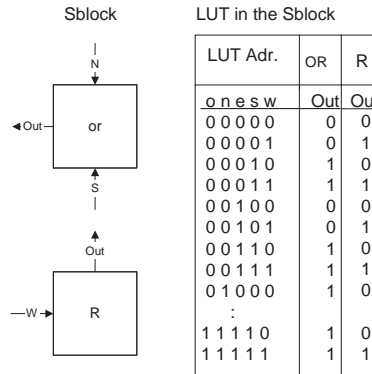 Sblock
LUT in the Sblock
N
Out
or
S
Out
W
R
LUT Adr. OR R
o n e s w Out Ou
0 0 0 0 0 0 0
0 0 0 0 1 0 1
0 0 0 1 0 1 0
0 0 0 1 1 1 1
0 0 1 0 0 0 0
0 0 1 0 1 0 1
0 0 1 1 0 1 0
0 0 1 1 1 1 1
0 1 0 0 0 1 0
:
1 1 1 1 0 1 0
1 1 1 1 1 1 1